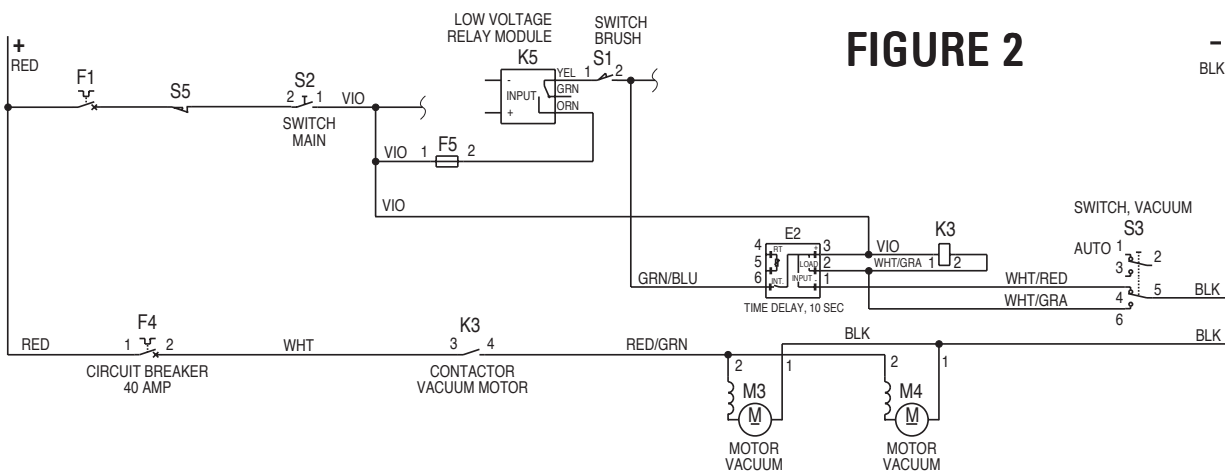 FIGURE 2
+
RED
-
BLK
LOW VOLTAGE
RELAY MODULE
K5
SWITCH
BRUSH
S1
-
INPUT
+
YEL 1 2
GRN
ORN
F1
S5
S2
2 1
SWITCH
MAIN
VIO
VIO 1 F5 2
VIO
SWITCH, VACUUM
S3
AUTO 1
2
3
4
5
6
E2
4 RT
5
6 INT.
+ 3
LOAD 2
INPUT - 1
TIME DELAY, 10 SEC
GRN/BLU
VIO
K3
WHT/GRA 1 2
WHT/RED
WHT/GRA
BLK
RED
F4
1 2
CIRCUIT BREAKER
40 AMP
WHT
K3
3 4
CONTACTOR
VACUUM MOTOR
RED/GRN
BLK
BLK
2 1
M3
M
MOTOR
VACUUM
2 1
M4
M
MOTOR
VACUUM